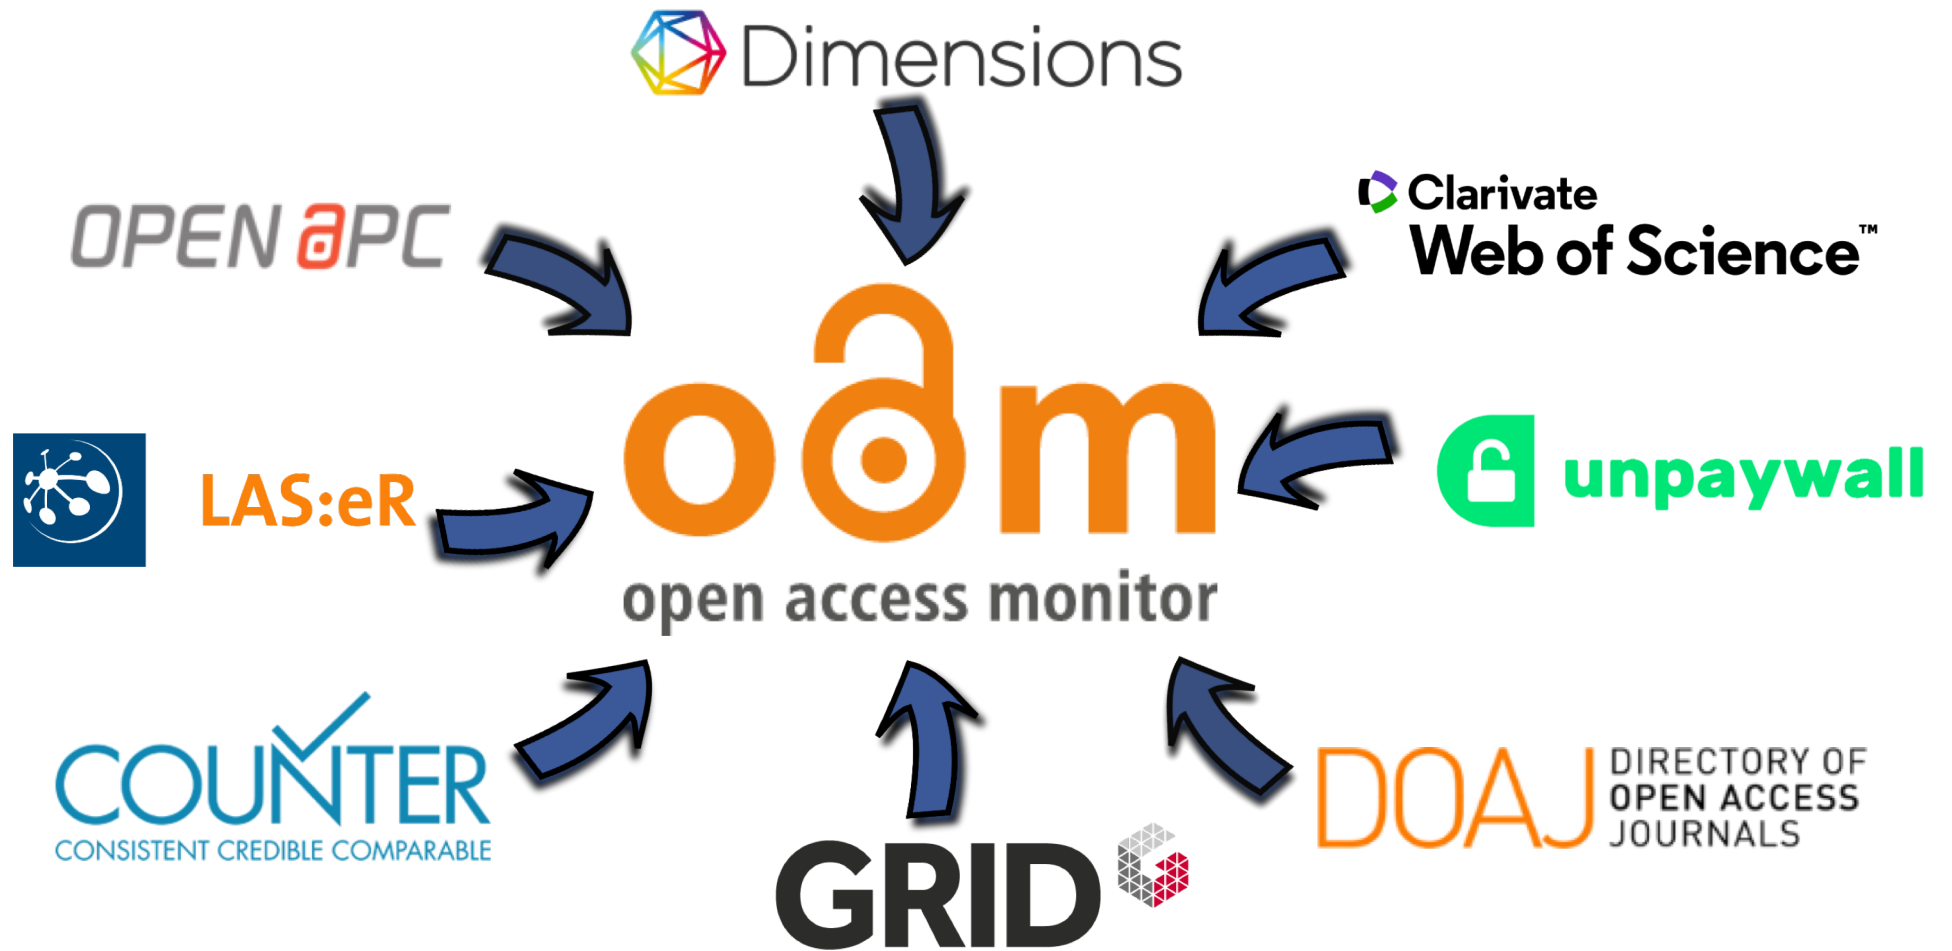 Dimensions
OPEN aPC
Clarivate
Web of Science™
oam
open access monitor
LAS:eR
unpaywall
COUNTER
CONSISTENT CREDIBLE COMPARABLE
GRID
DOAJ
DIRECTORY OF
OPEN ACCESS
JOURNALS